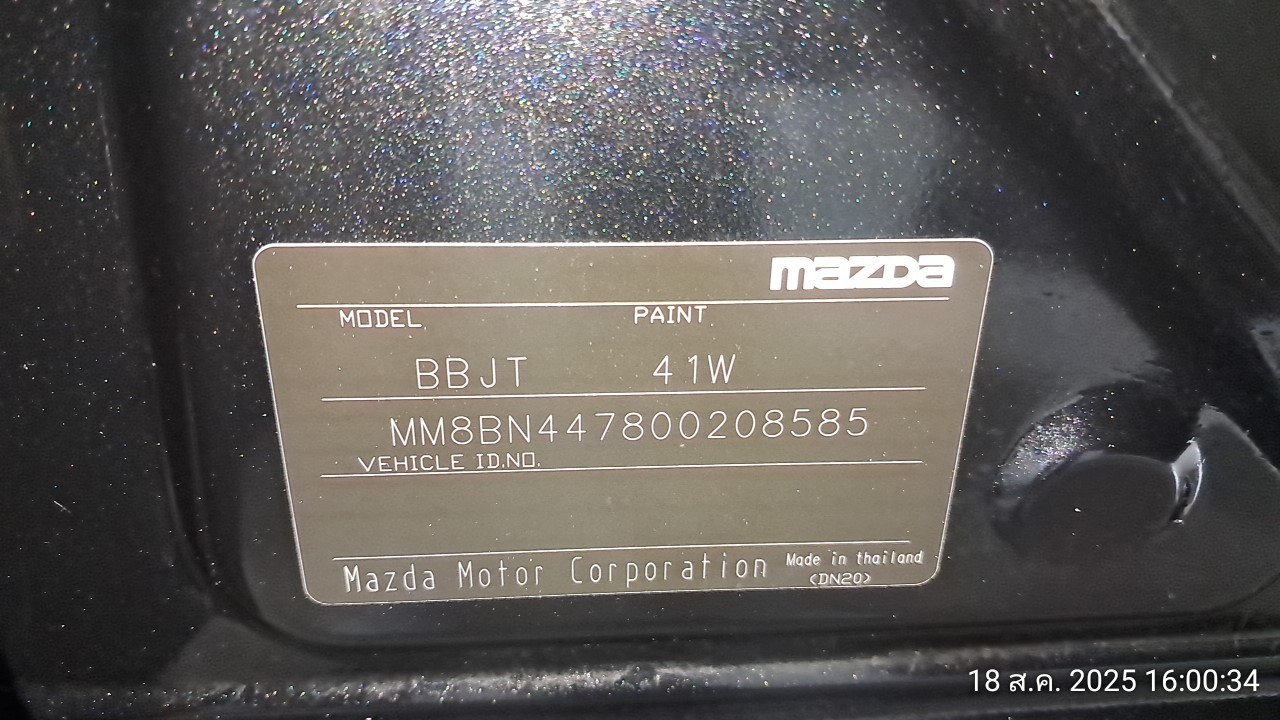 mazda
MODEL PAINT
BBJT 41W
MM8BN447800208585
VEHICLE ID.NO.
Mazda Motor Corporation Made in thailand
<DN20>
18 ส.ค. 2025 16:00:34